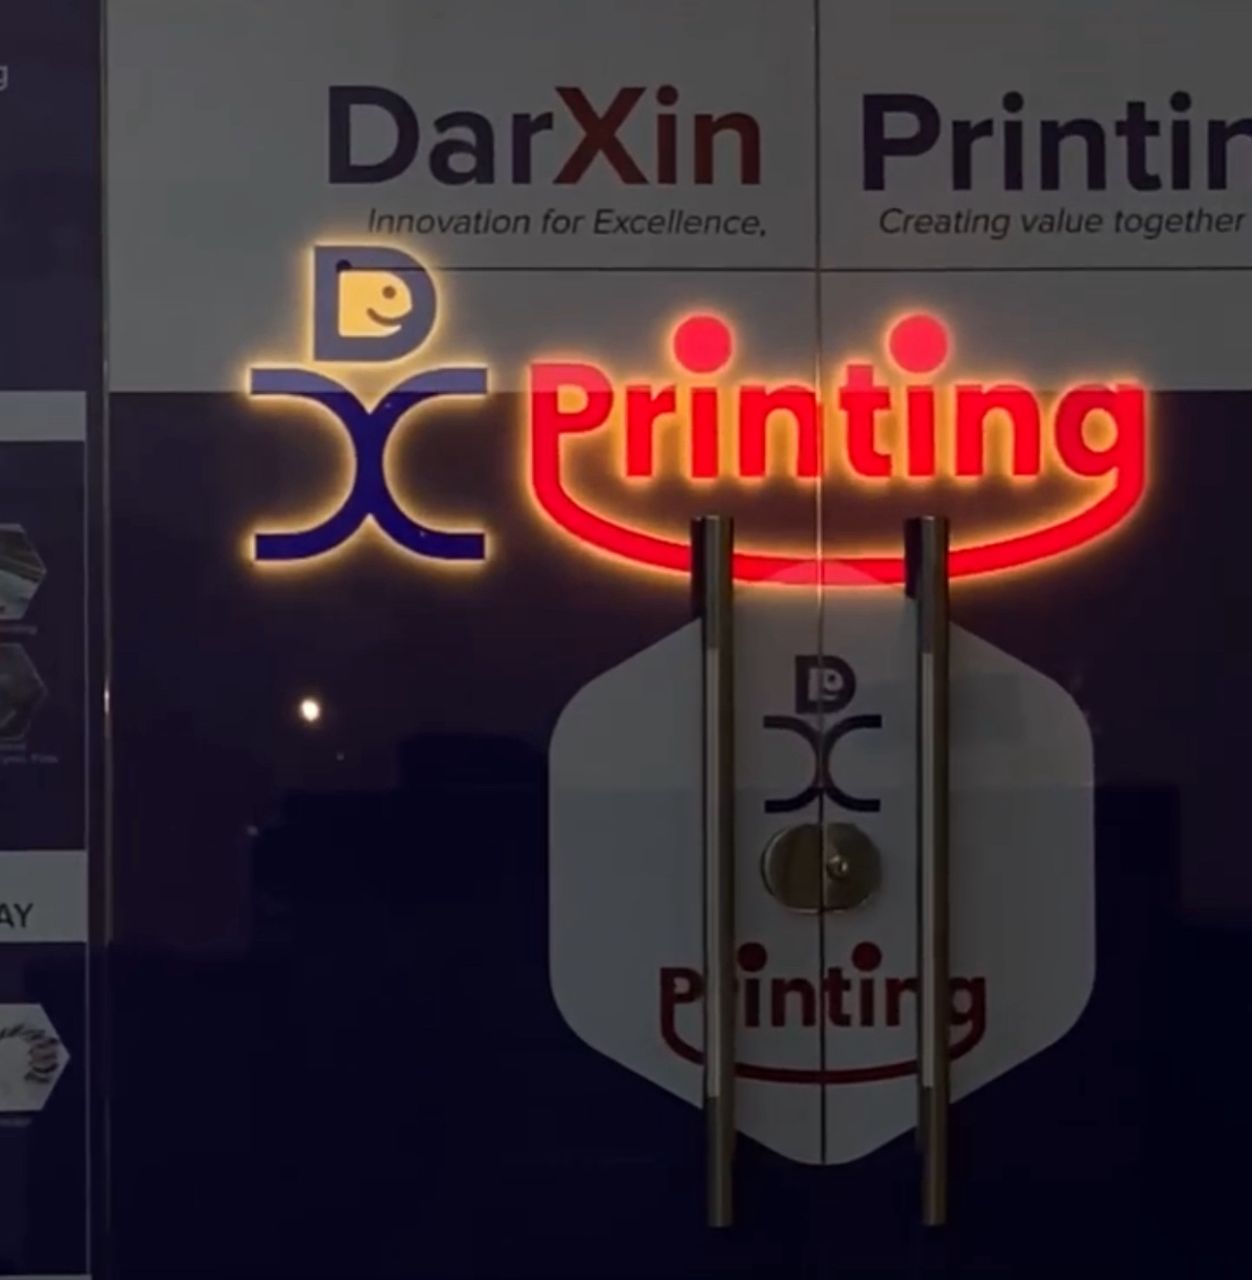 DarXin Printin
Innovation for Excellence, Creating value together
D
X Printing
AY
D
X
Printing